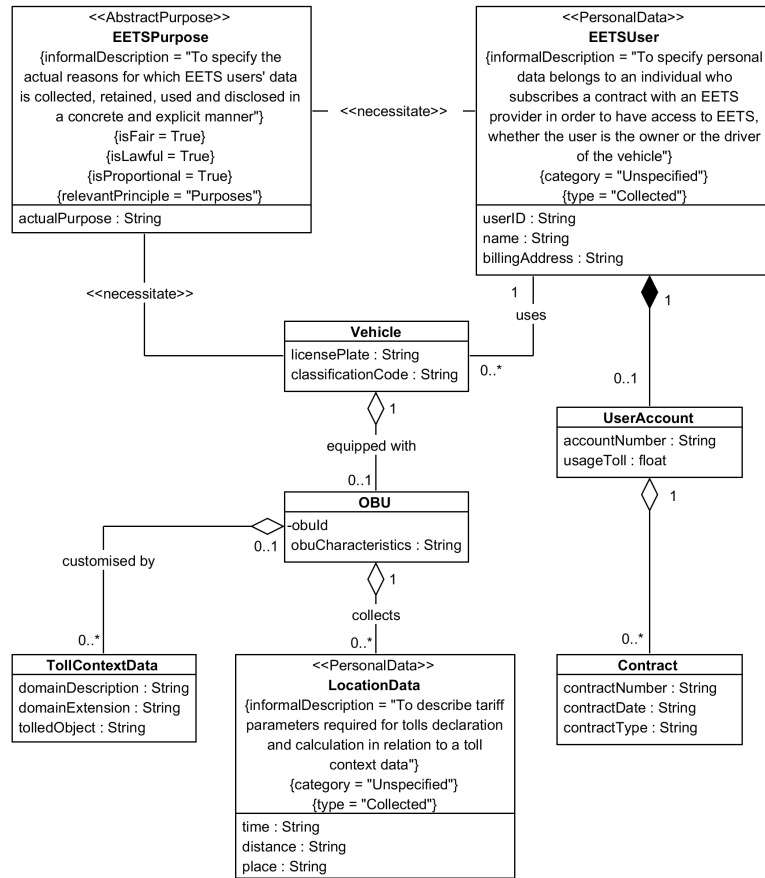 <<AbstractPurpose>>
EETSPurpose
{informalDescription = "To specify the
actual reasons for which EETS users' data
is collected, retained, used and disclosed in
a concrete and explicit manner"}
{isFair = True}
{isLawful = True}
{isProportional = True}
{relevantPrinciple = "Purposes"}
actualPurpose : String
<<necessitate>>
<<PersonalData>>
EETSUser
{informalDescription = "To specify personal
data belongs to an individual who
subscribes a contract with an EETS
provider in order to have access to EETS,
whether the user is the owner or the driver
of the vehicle"}
{category = "Unspecified"}
{type = "Collected"}
userID : String
name : String
billingAddress : String
<<necessitate>>
1
uses
0..*
1
0..1
Vehicle
licensePlate : String
classificationCode : String
1
equipped with
0..1
UserAccount
accountNumber : String
usageToll : float
1
0..*
OBU
-obuId
obuCharacteristics : String
0..1
customised by
0..*
1
collects
0..*
TollContextData
domainDescription : String
domainExtension : String
tolledObject : String
<<PersonalData>>
LocationData
{informalDescription = "To describe tariff
parameters required for tolls declaration
and calculation in relation to a toll
context data"}
{category = "Unspecified"}
{type = "Collected"}
time : String
distance : String
place : String
Contract
contractNumber : String
contractDate : String
contractType : String